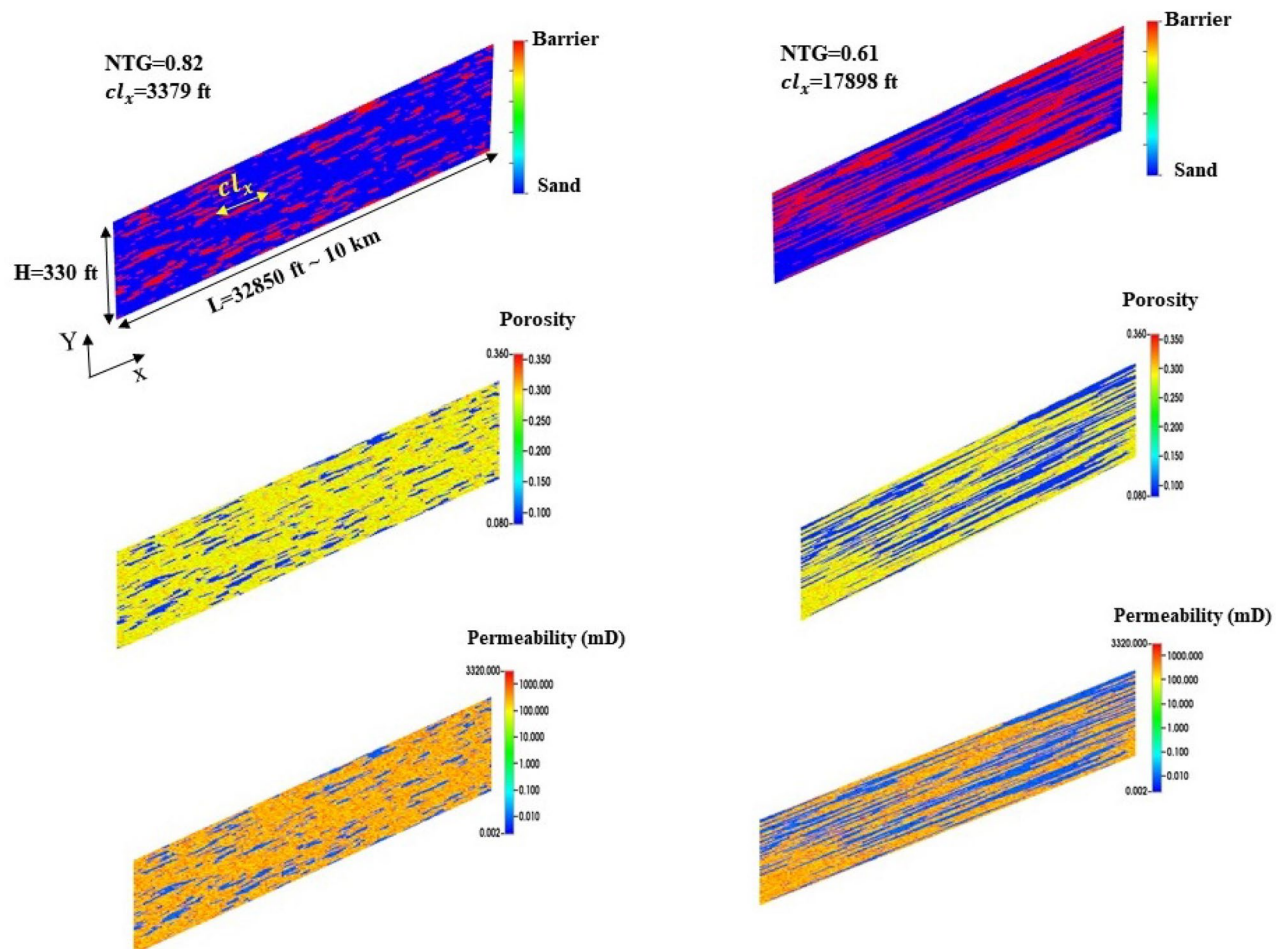 NTG=0.82
cl_x=3379 ft
Barrier
Sand
cl_x
H=330 ft
L=32850 ft ~ 10 km
Y
x
NTG=0.61
cl_x=17898 ft
Barrier
Sand
Porosity
0.360
0.350
0.300
0.250
0.200
0.150
0.100
0.080
Porosity
0.360
0.350
0.300
0.250
0.200
0.150
0.100
0.080
Permeability (mD)
3320.000
1000.000
100.000
10.000
1.000
0.100
0.010
0.002
Permeability (mD)
3320.000
1000.000
100.000
10.000
1.000
0.100
0.010
0.002